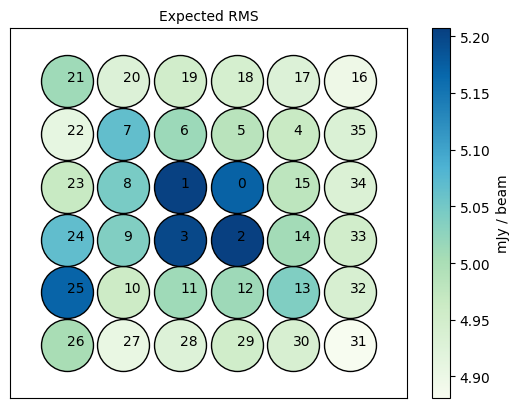 Expected RMS
21 20 19 18 17 16
22 7 6 5 4 35
23 8 1 0 15 34
24 9 3 2 14 33
25 10 11 12 13 32
26 27 28 29 30 31
5.20
5.15
5.10
5.05
5.00
4.95
4.90
mJy / beam